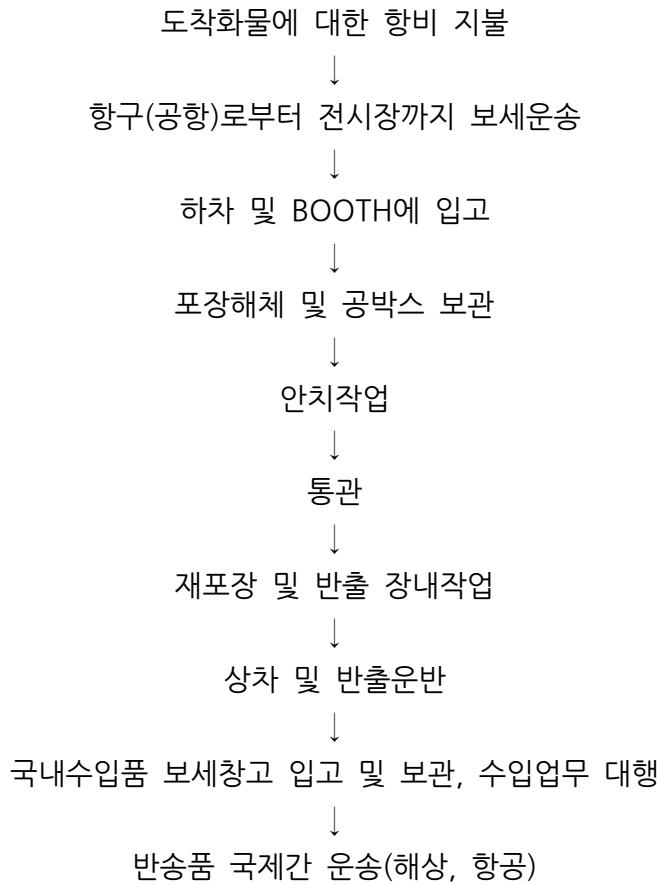 도착화물에 대한 항비 지불
↓
항구(공항)로부터 전시장까지 보세운송
↓
하차 및 BOOTH에 입고
↓
포장해체 및 공박스 보관
↓
안치작업
↓
통관
↓
재포장 및 반출 장내작업
↓
상차 및 반출운반
↓
국내수입품 보세창고 입고 및 보관, 수입업무 대행
↓
반송품 국제간 운송(해상, 항공)